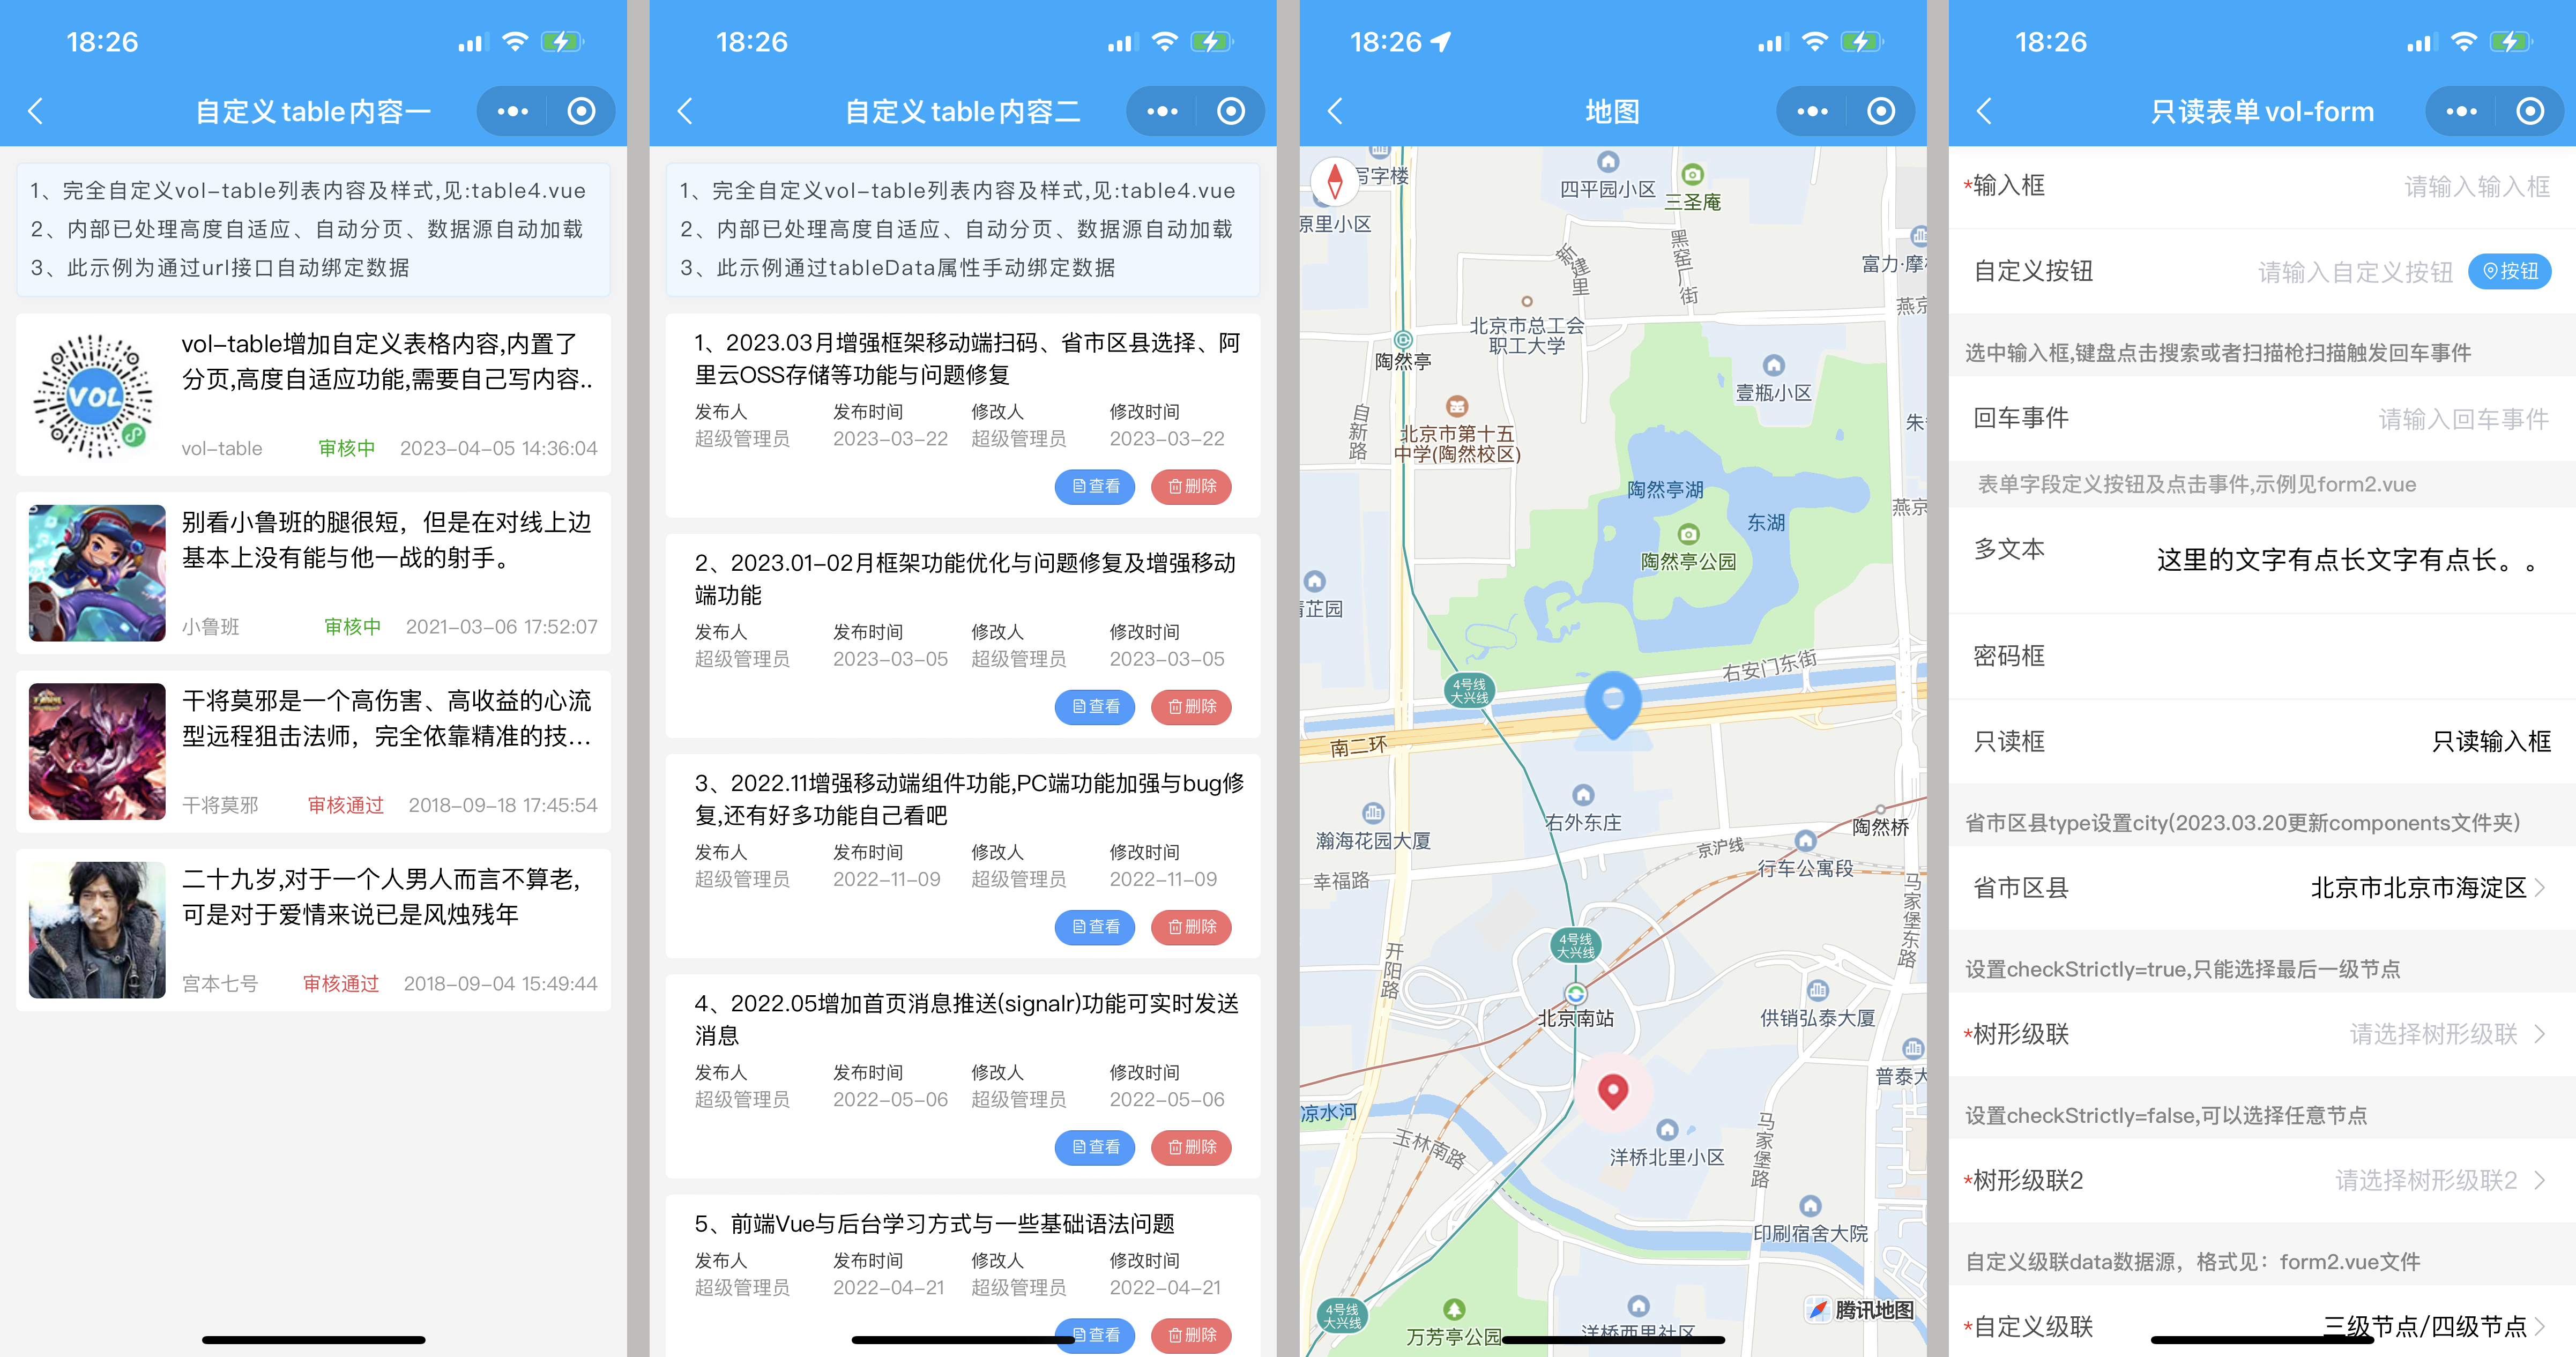 18:26
自定义table内容一
1、完全自定义vol-table列表内容及样式,见:table4.vue
2、内部已处理高度自适应、自动分页、数据源自动加载
3、此示例为通过url接口自动绑定数据
VOL
vol-table增加自定义表格内容,内置了
分页,高度自适应功能,需要自己写内容..
vol-table 审核中 2023-04-05 14:36:04
别看小鲁班的腿很短，但是在对线上边
基本上没有能与他一战的射手。
小鲁班 审核中 2021-03-06 17:52:07
干将莫邪是一个高伤害、高收益的心流
型远程狙击法师，完全依靠精准的技...
干将莫邪 审核通过 2018-09-18 17:45:54
二十九岁,对于一个人男人而言不算老,
可是对于爱情来说已是风烛残年
宫本七号 审核通过 2018-09-04 15:49:44
18:26
自定义table内容二
1、完全自定义vol-table列表内容及样式,见:table4.vue
2、内部已处理高度自适应、自动分页、数据源自动加载
3、此示例通过tableData属性手动绑定数据
1、2023.03月增强框架移动端扫码、省市区县选择、阿
里云OSS存储等功能与问题修复
发布人 发布时间 修改人 修改时间
超级管理员 2023-03-22 超级管理员 2023-03-22
查看 删除
2、2023.01-02月框架功能优化与问题修复及增强移动
端功能
发布人 发布时间 修改人 修改时间
超级管理员 2023-03-05 超级管理员 2023-03-05
查看 删除
3、2022.11增强移动端组件功能,PC端功能加强与bug修
复,还有好多功能自己看吧
发布人 发布时间 修改人 修改时间
超级管理员 2022-11-09 超级管理员 2022-11-09
查看 删除
4、2022.05增加首页消息推送(signalr)功能可实时发送
消息
发布人 发布时间 修改人 修改时间
超级管理员 2022-05-06 超级管理员 2022-05-06
查看 删除
5、前端Vue与后台学习方式与一些基础语法问题
发布人 发布时间 修改人 修改时间
超级管理员 2022-04-21 超级管理员 2022-04-21
查看 删除
18:26
地图
写字楼
四平园小区
三圣庵
原里小区
新建里
黑窑厂街
富力·摩
燕京
北京市总工会
职工大学
陶然亭
壹瓶小区
自新路
北京市第十五
中学(陶然校区)
朱
陶然亭湖
燕京
东湖
陶然亭公园
芷园
右安门东街
4号线
大兴线
南二环
右外东庄
陶然桥
瀚海花园大厦
京沪线
行车公寓段
幸福路
马家堡东路
4号线
大兴线
开阳路
北京南站
供销弘泰大厦
普泰大
凉水河
玉林南路
马家堡路
洋桥北里小区
印刷宿舍大院
4号线
大兴线
万芳亭公园
洋桥西里社区
腾讯地图
18:26
只读表单vol-form
*输入框 请输入输入框
自定义按钮 请输入自定义按钮 按钮
选中输入框,键盘点击搜索或者扫描枪扫描触发回车事件
回车事件 请输入回车事件
表单字段定义按钮及点击事件,示例见form2.vue
多文本 这里的文字有点长文字有点长。。
密码框
只读框 只读输入框
省市区县type设置city(2023.03.20更新components文件夹)
省市区县 北京市北京市海淀区
设置checkStrictly=true,只能选择最后一级节点
*树形级联 请选择树形级联
设置checkStrictly=false,可以选择任意节点
*树形级联2 请选择树形级联2
自定义级联data数据源，格式见：form2.vue文件
*自定义级联 三级节点/四级节点